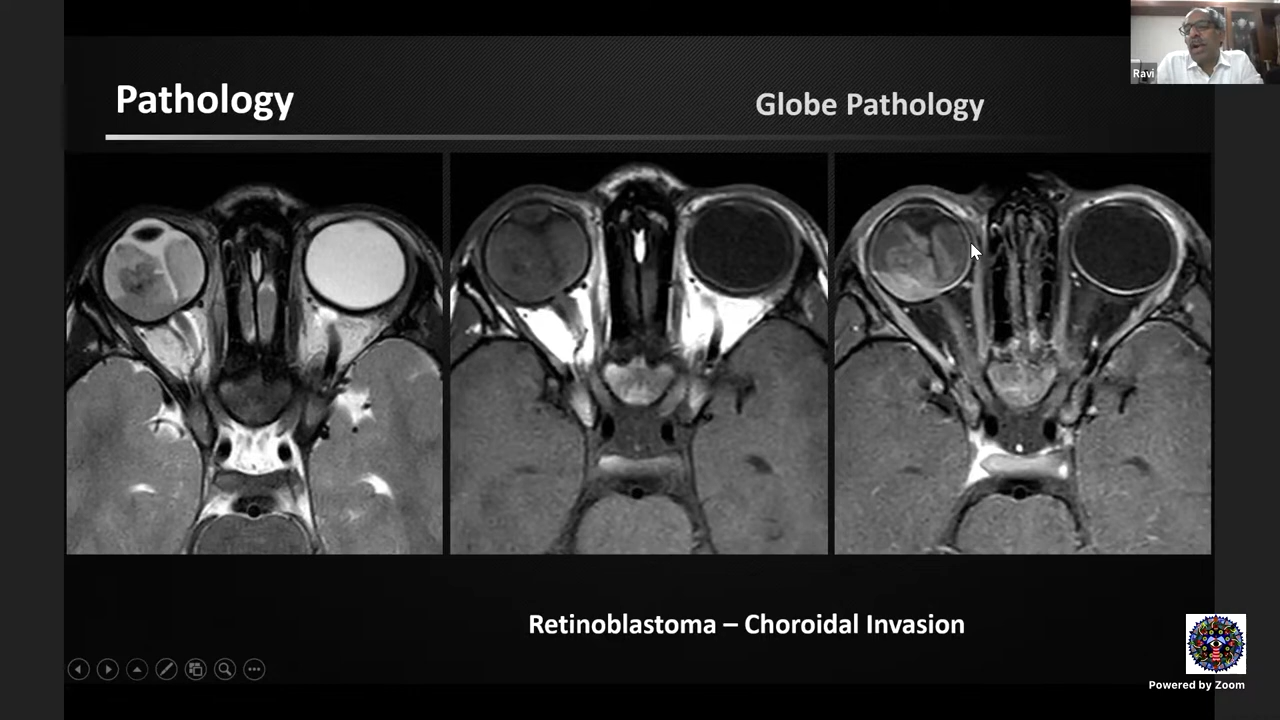 Ravi
Pathology
Globe Pathology
Retinoblastoma – Choroidal Invasion
Powered by Zoom